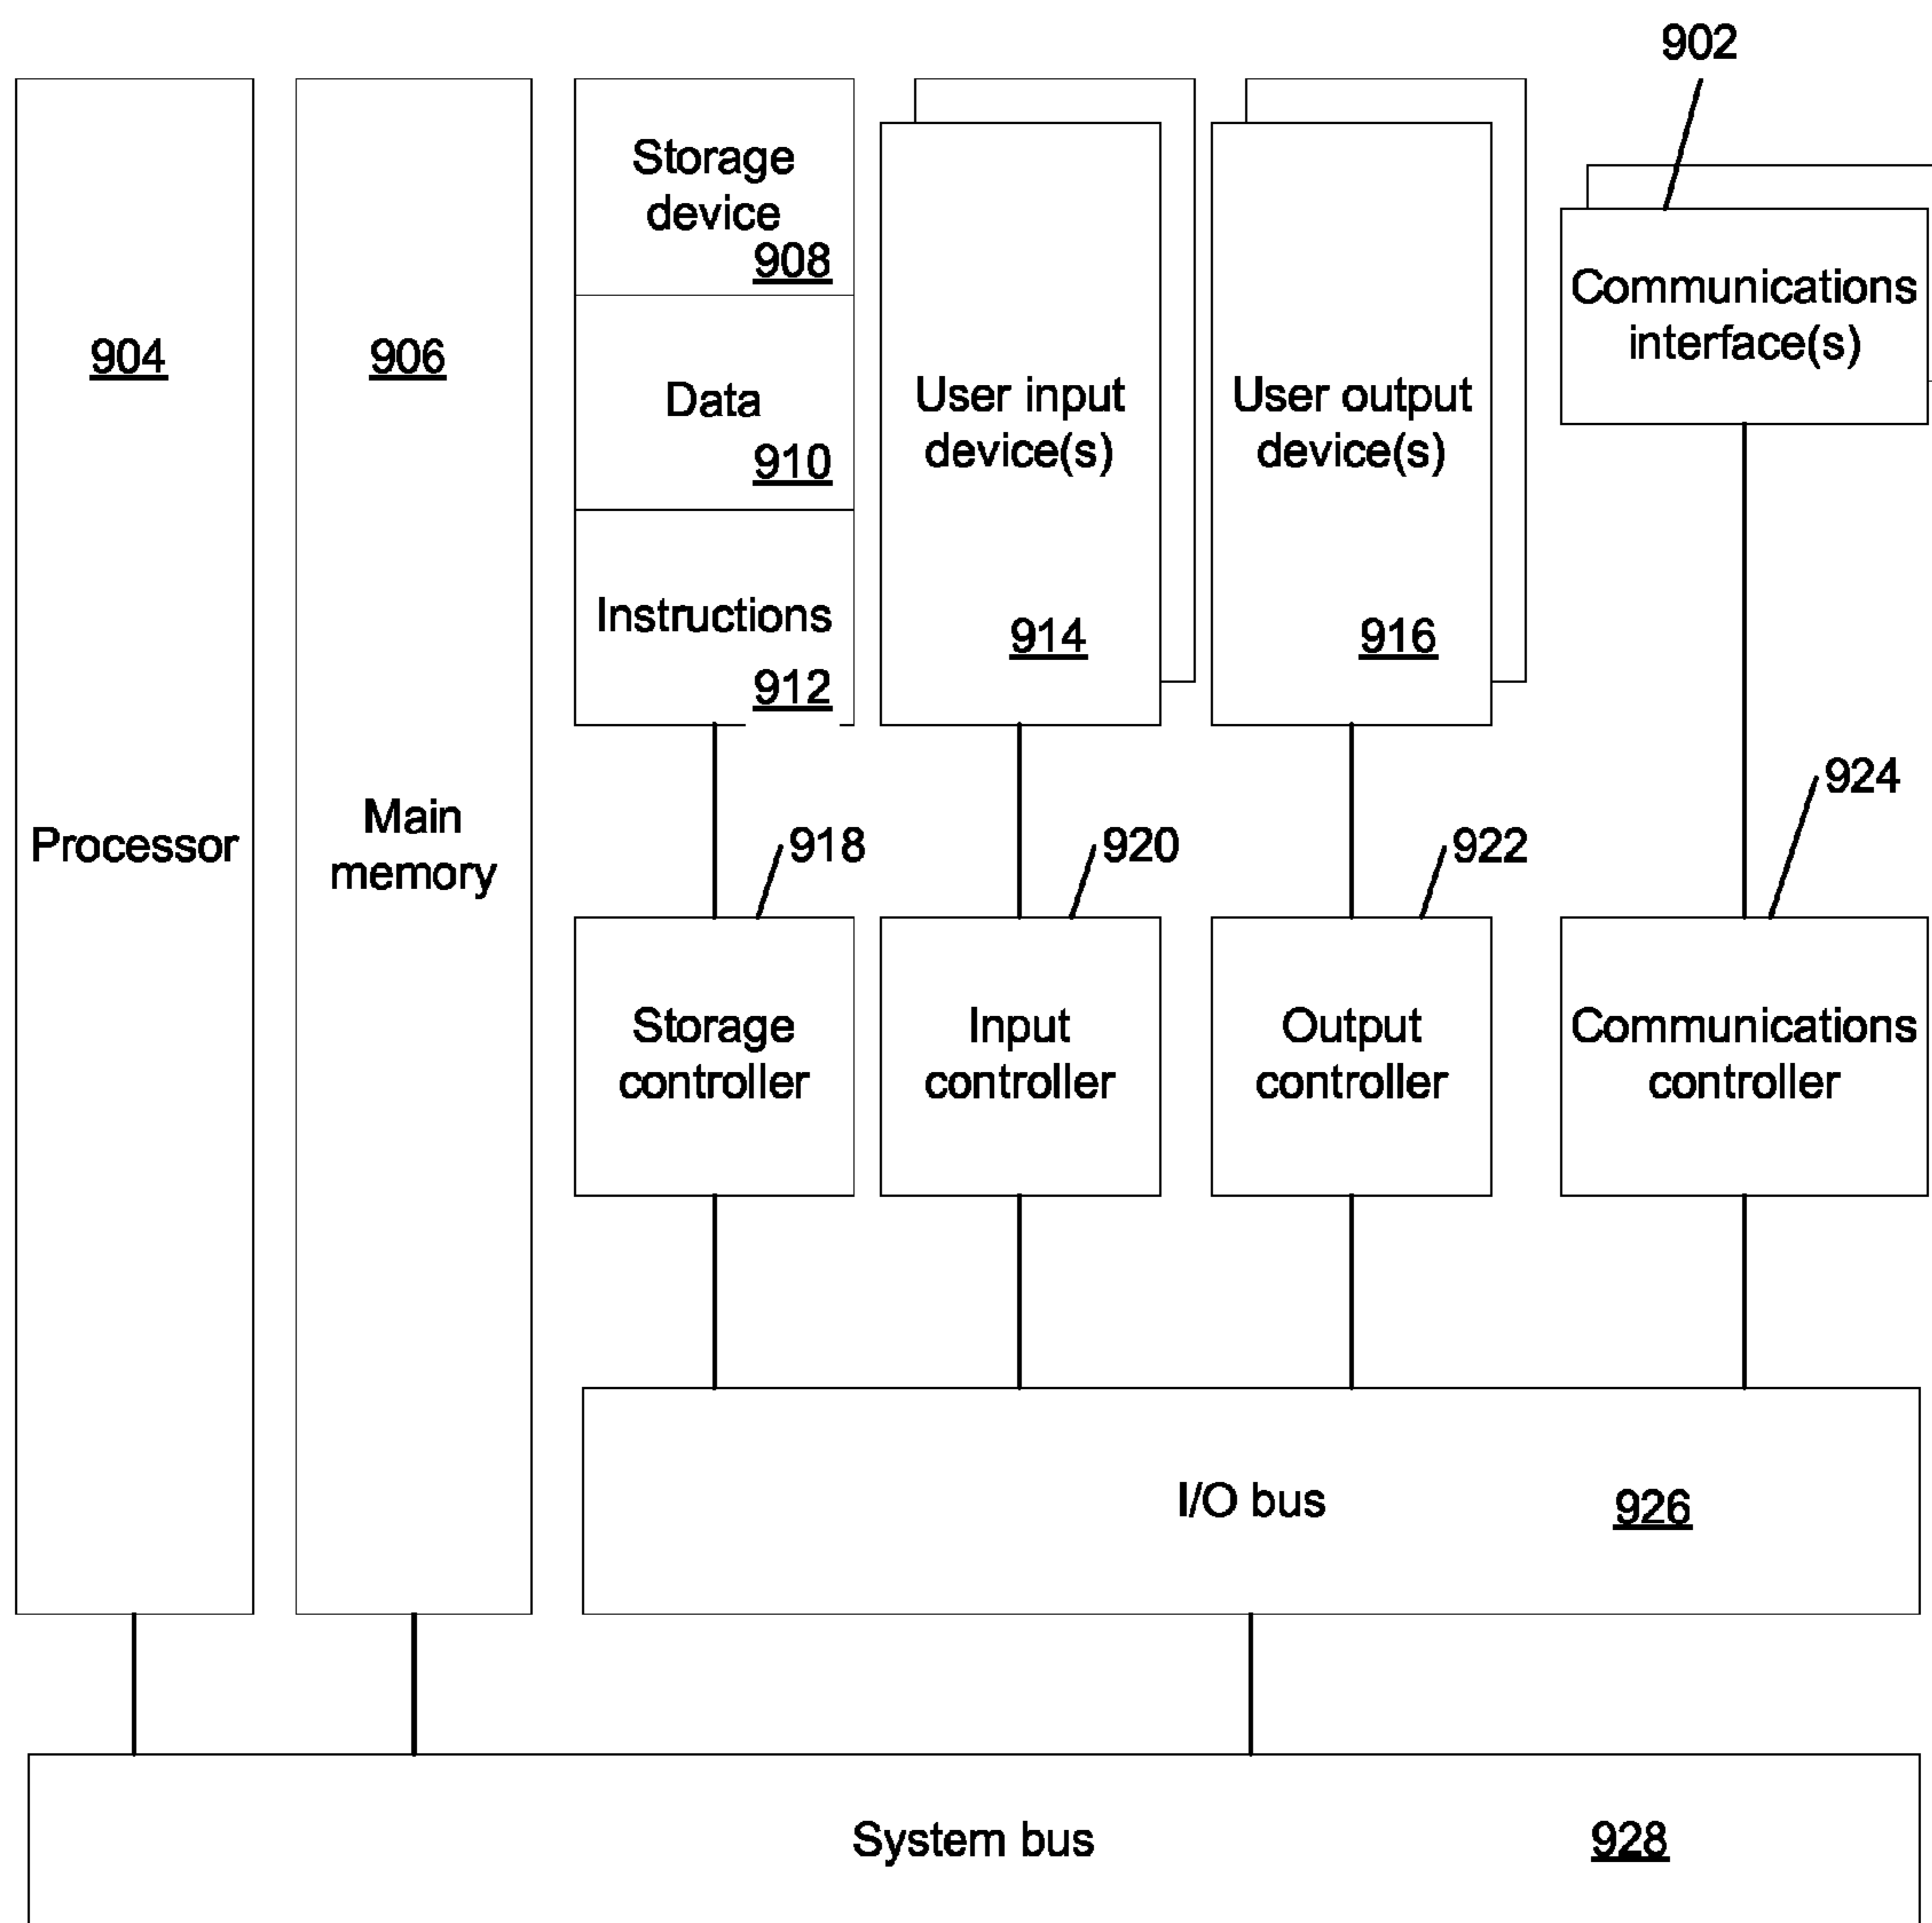 902
Storage
device
908
904
906
Communications
interface(s)
Data
910
User input
device(s)
User output
device(s)
Instructions
912
914
916
Processor
Main
memory
918
920
922
924
Storage
controller
Input
controller
Output
controller
Communications
controller
I/O bus
926
System bus
928